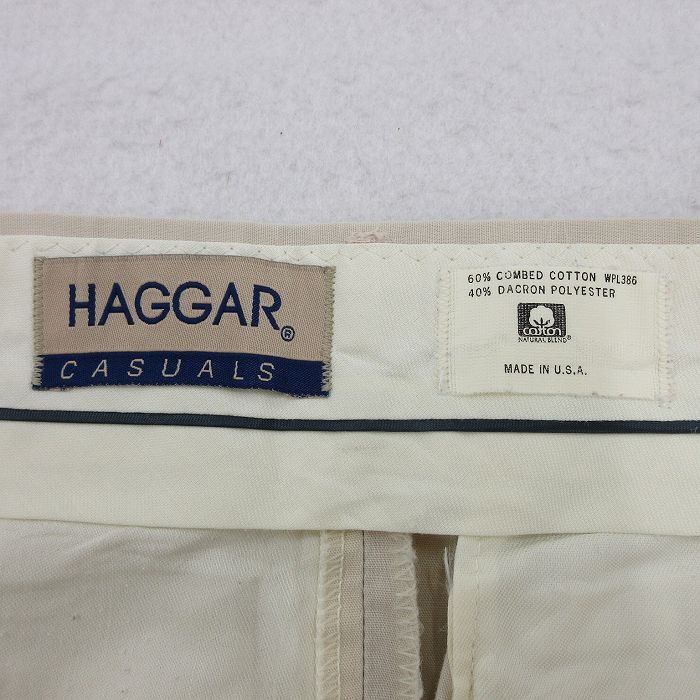 HAGGAR®
CASUALS
60% COMBED COTTON WPL386
40% DACRON POLYESTER
cotton
NATURAL BLEND®
MADE IN U.S.A.